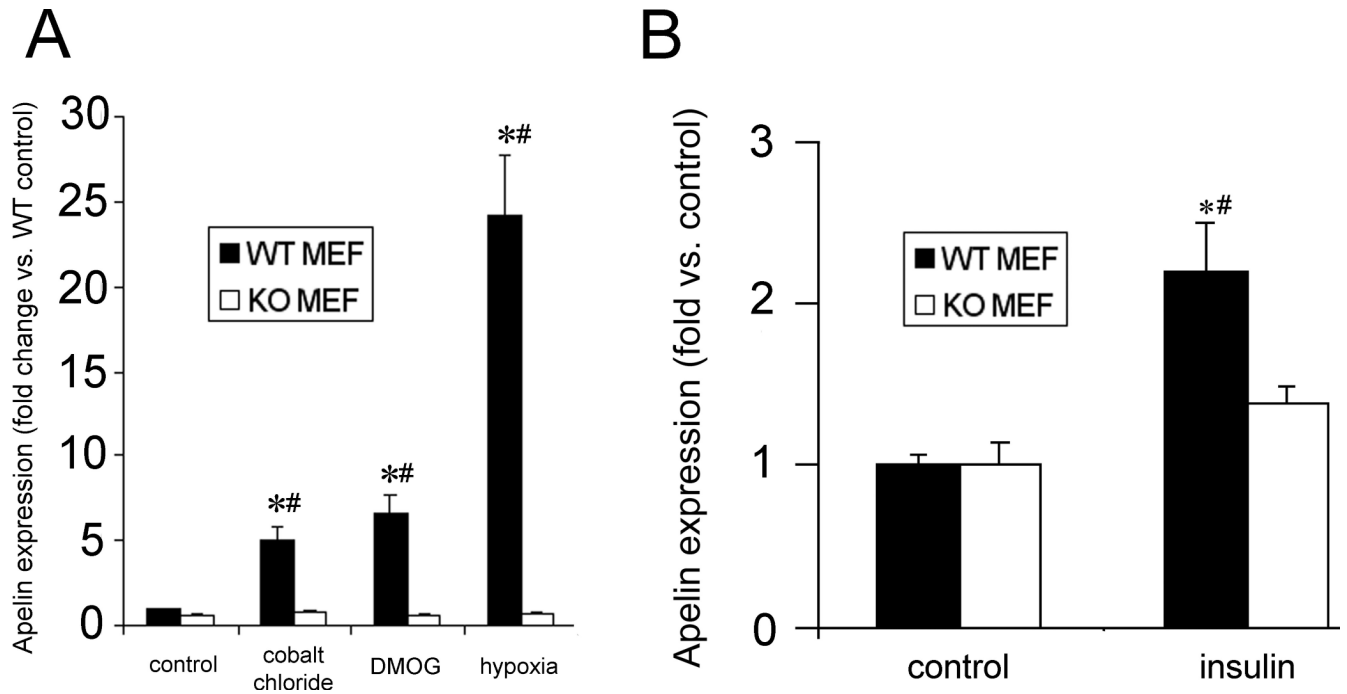 A
Apelin expression (fold change vs. WT control)
30
25
20
15
10
5
0
*#
*#
*#
WT MEF
KO MEF
control
cobalt
chloride
DMOG
hypoxia
B
Apelin expression (fold vs. control)
3
2
1
0
*#
WT MEF
KO MEF
control
insulin